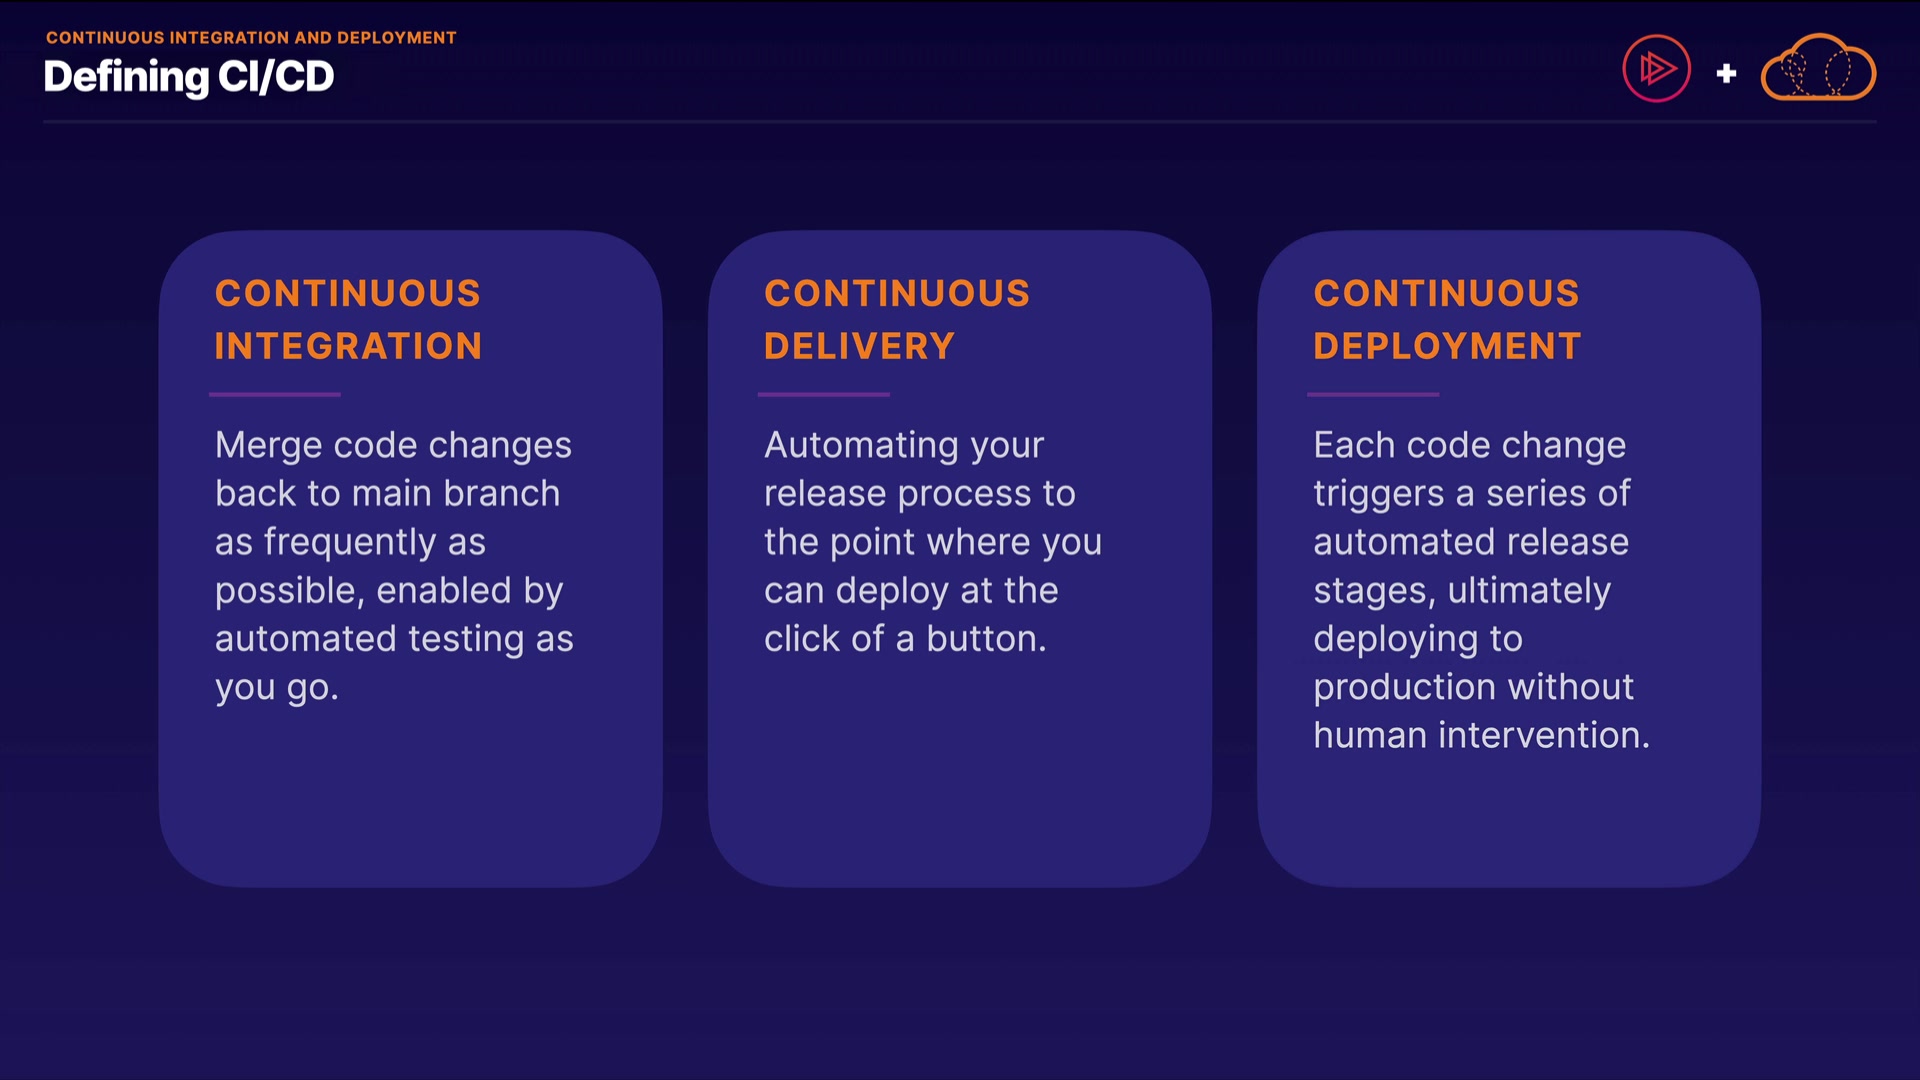 CONTINUOUS INTEGRATION AND DEPLOYMENT
Defining CI/CD
+
CONTINUOUS
INTEGRATION
Merge code changes
back to main branch
as frequently as
possible, enabled by
automated testing as
you go.
CONTINUOUS
DELIVERY
Automating your
release process to
the point where you
can deploy at the
click of a button.
CONTINUOUS
DEPLOYMENT
Each code change
triggers a series of
automated release
stages, ultimately
deploying to
production without
human intervention.